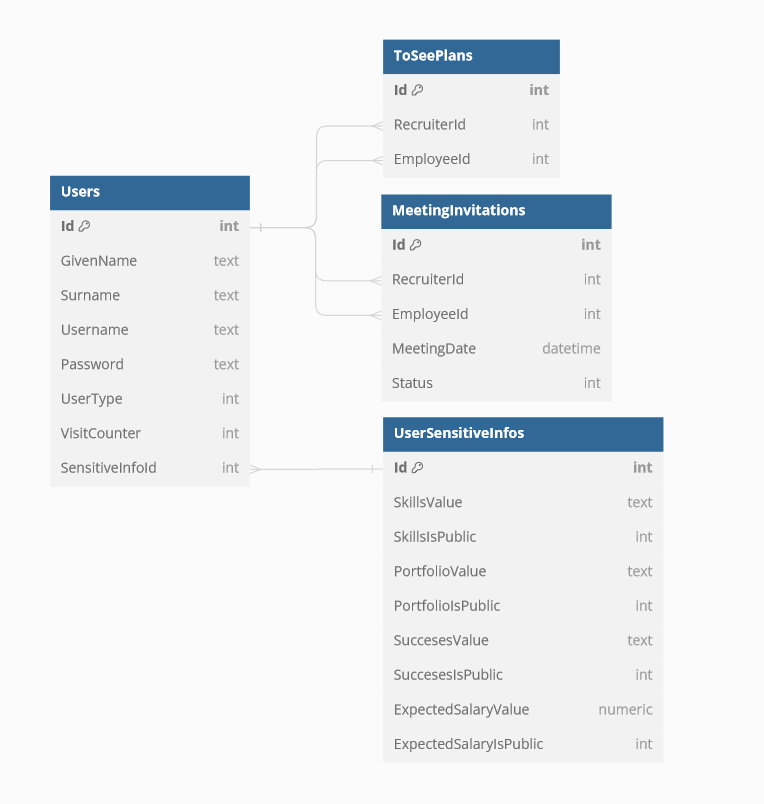 ToSeePlans
Id int
RecruiterId int
EmployeeId int
Users
Id int
GivenName text
Surname text
Username text
Password text
UserType int
VisitCounter int
SensitiveInfoId int
MeetingInvitations
Id int
RecruiterId int
EmployeeId int
MeetingDate datetime
Status int
UserSensitiveInfos
Id int
SkillsValue text
SkillsIsPublic int
PortfolioValue text
PortfolioIsPublic int
SuccesesValue text
SuccesesIsPublic int
ExpectedSalaryValue numeric
ExpectedSalaryIsPublic int